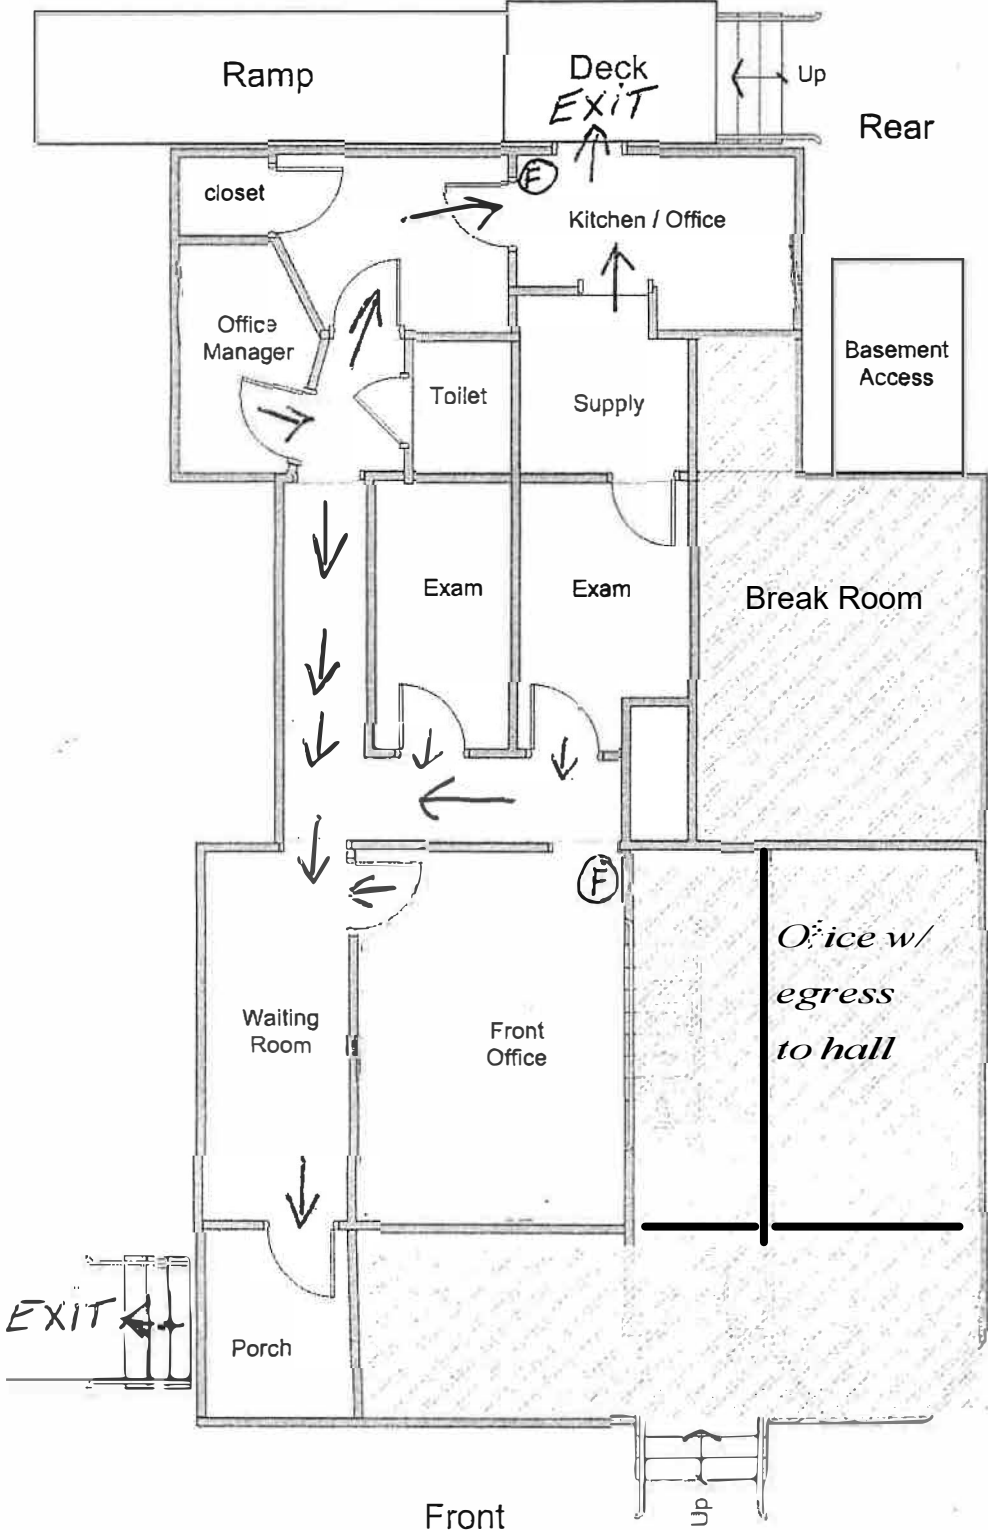 Ramp
Deck
EXIT
Up
Rear
closet
F
Kitchen / Office
Office
Manager
Basement
Access
Toilet
Supply
Exam
Exam
Break Room
F
Waiting
Room
Front
Office
w/
egress
to hall
EXIT
Porch
Front
Up